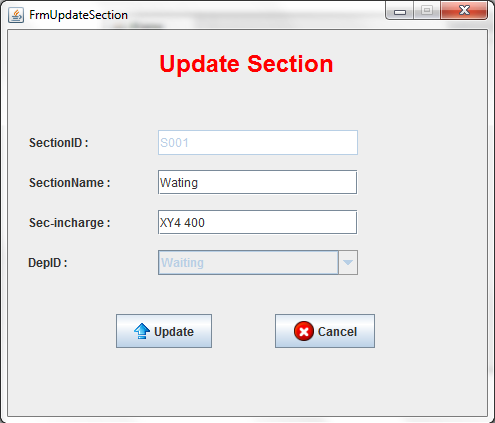 FrmUpdateSection
Update Section
SectionID : S001
SectionName : Wating
Sec-incharge : XY4 400
DepID : Waiting
Update Cancel